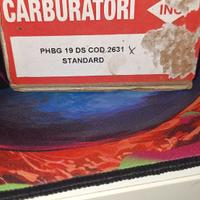 CARBURATORI
PHBG 19 DS COD.2631 X
STANDARD